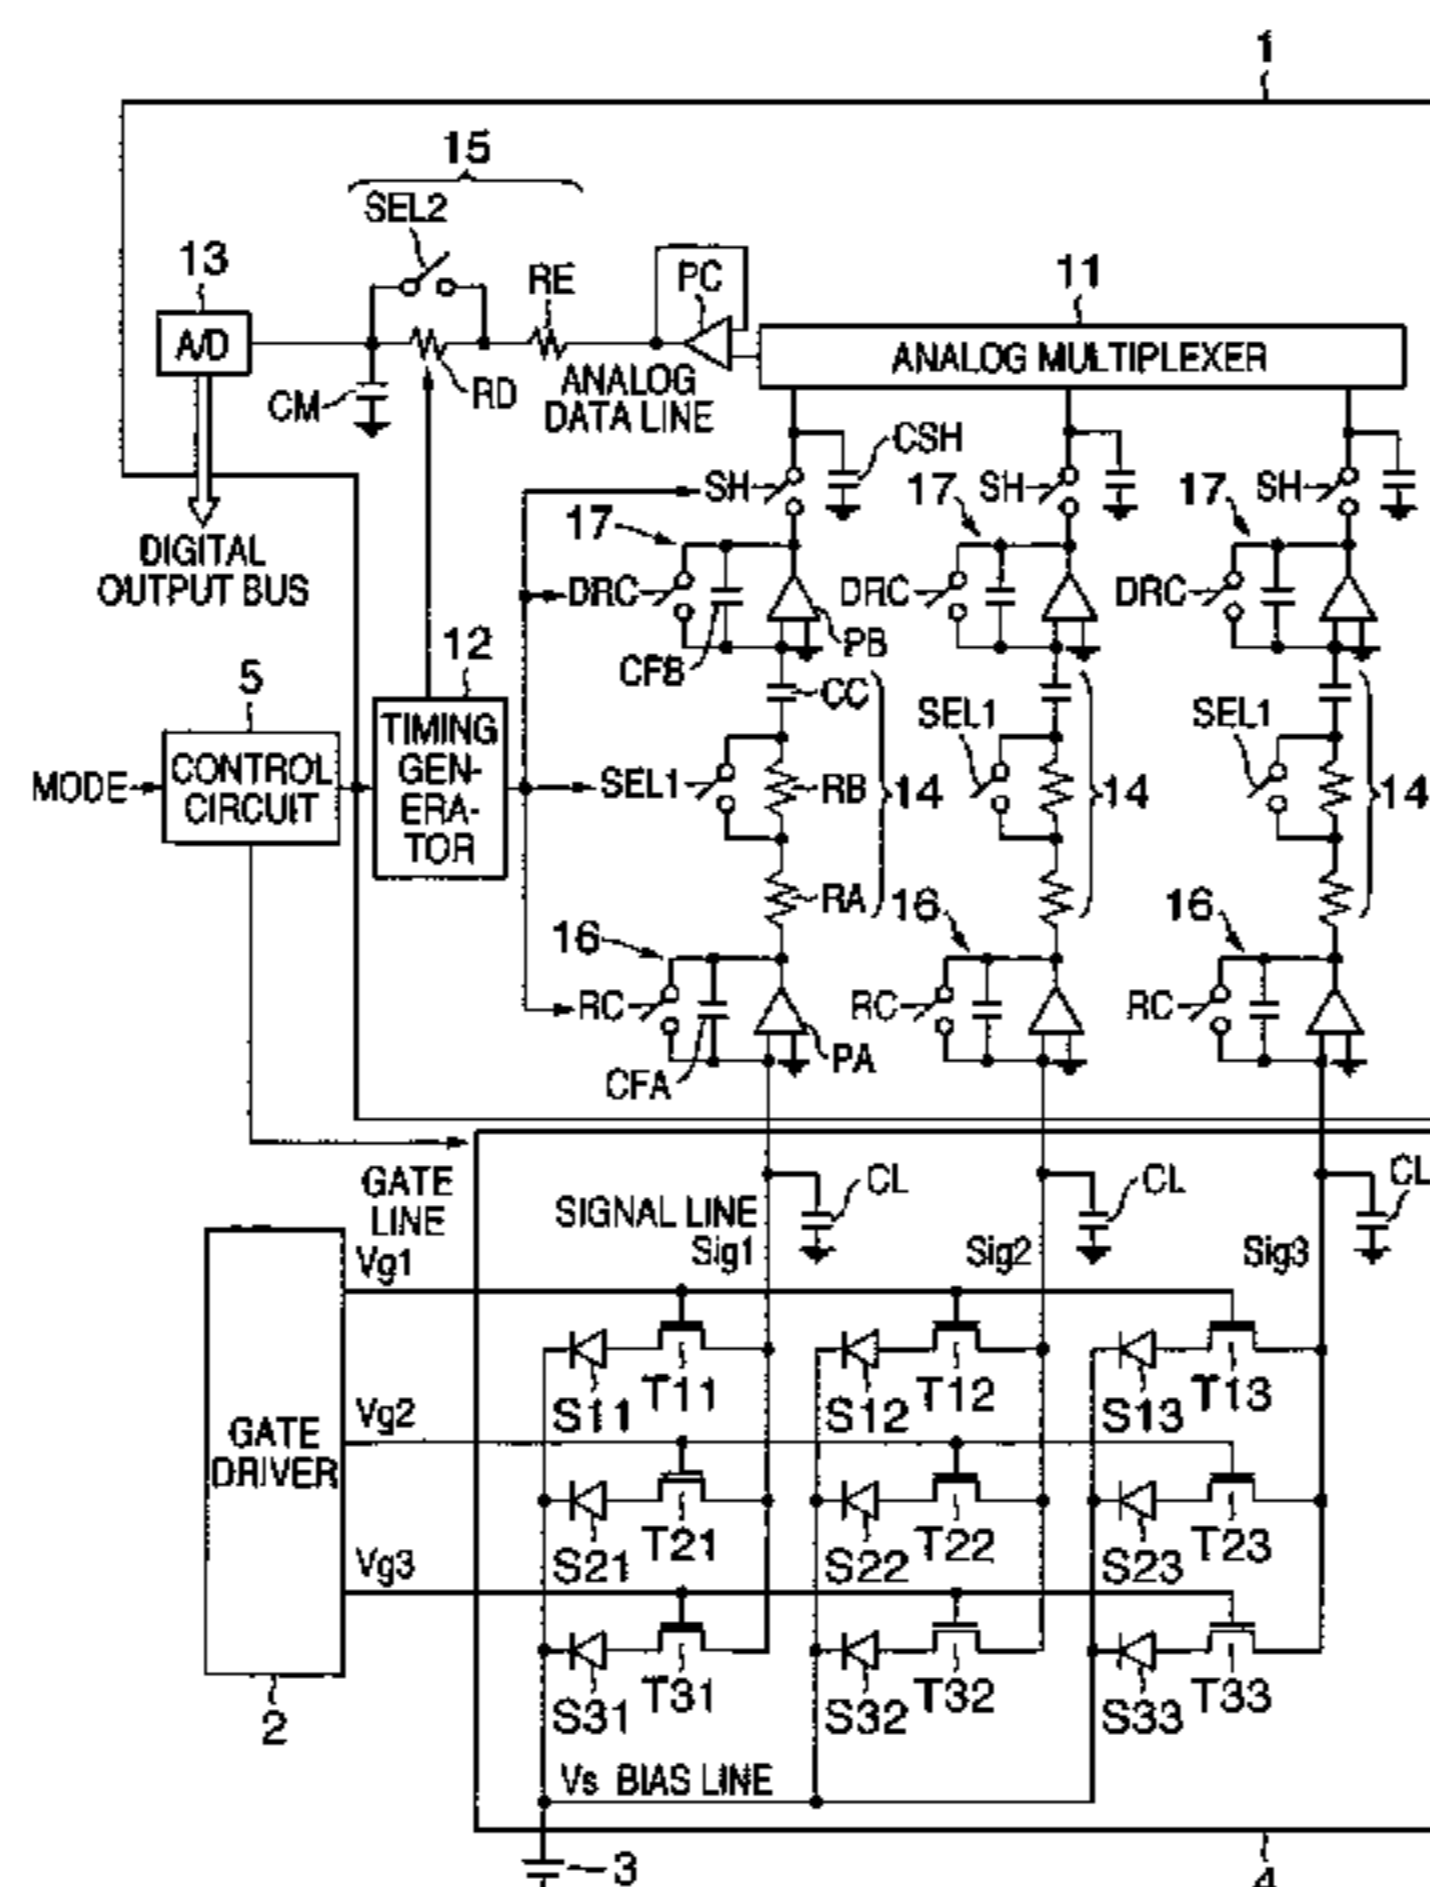 1
15
SEL2
13
RE
PC
11
A/D
ANALOG MULTIPLEXER
CM
RD
ANALOG
DATA LINE
CSH
SH
17
SH
17
SH
17
DIGITAL
OUTPUT BUS
DRC
DRC
DRC
PB
CFB
12
5
CC
SEL1
SEL1
TIMING
GEN-
ERA-
TOR
CONTROL
CIRCUIT
MODE
SEL1
RB
14
14
14
RA
16
16
16
RC
RC
RC
PA
CFA
GATE
LINE
SIGNAL LINE
CL
CL
CL
Vg1
Sig1
Sig2
Sig3
T11
T12
T13
S11
S12
S13
Vg2
GATE
DRIVER
T21
T22
T23
S21
S22
S23
Vg3
T31
T32
T33
S31
S32
S33
2
Vs BIAS LINE
3
4